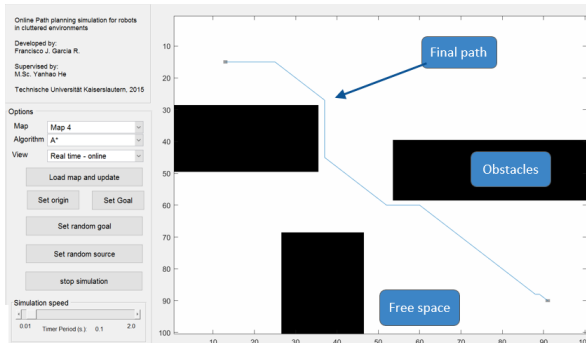 Online Path planning simulation for robots
in cluttered environments
Developed by:
Francisco J. Garcia R.
Supervised by:
M.Sc. Yanhao He
Technische Universität Kaiserslautern, 2015
Options
Map
Map 4
Algorithm
A*
View
Real time - online
Load map and update
Set origin
Set Goal
Set random goal
Set random source
stop simulation
Simulation speed
0.01
Timer Period (s.):
0.1
2.0
Final path
Obstacles
Free space
10
20
30
40
50
60
70
80
90
100
10
20
30
40
50
60
70
80
90